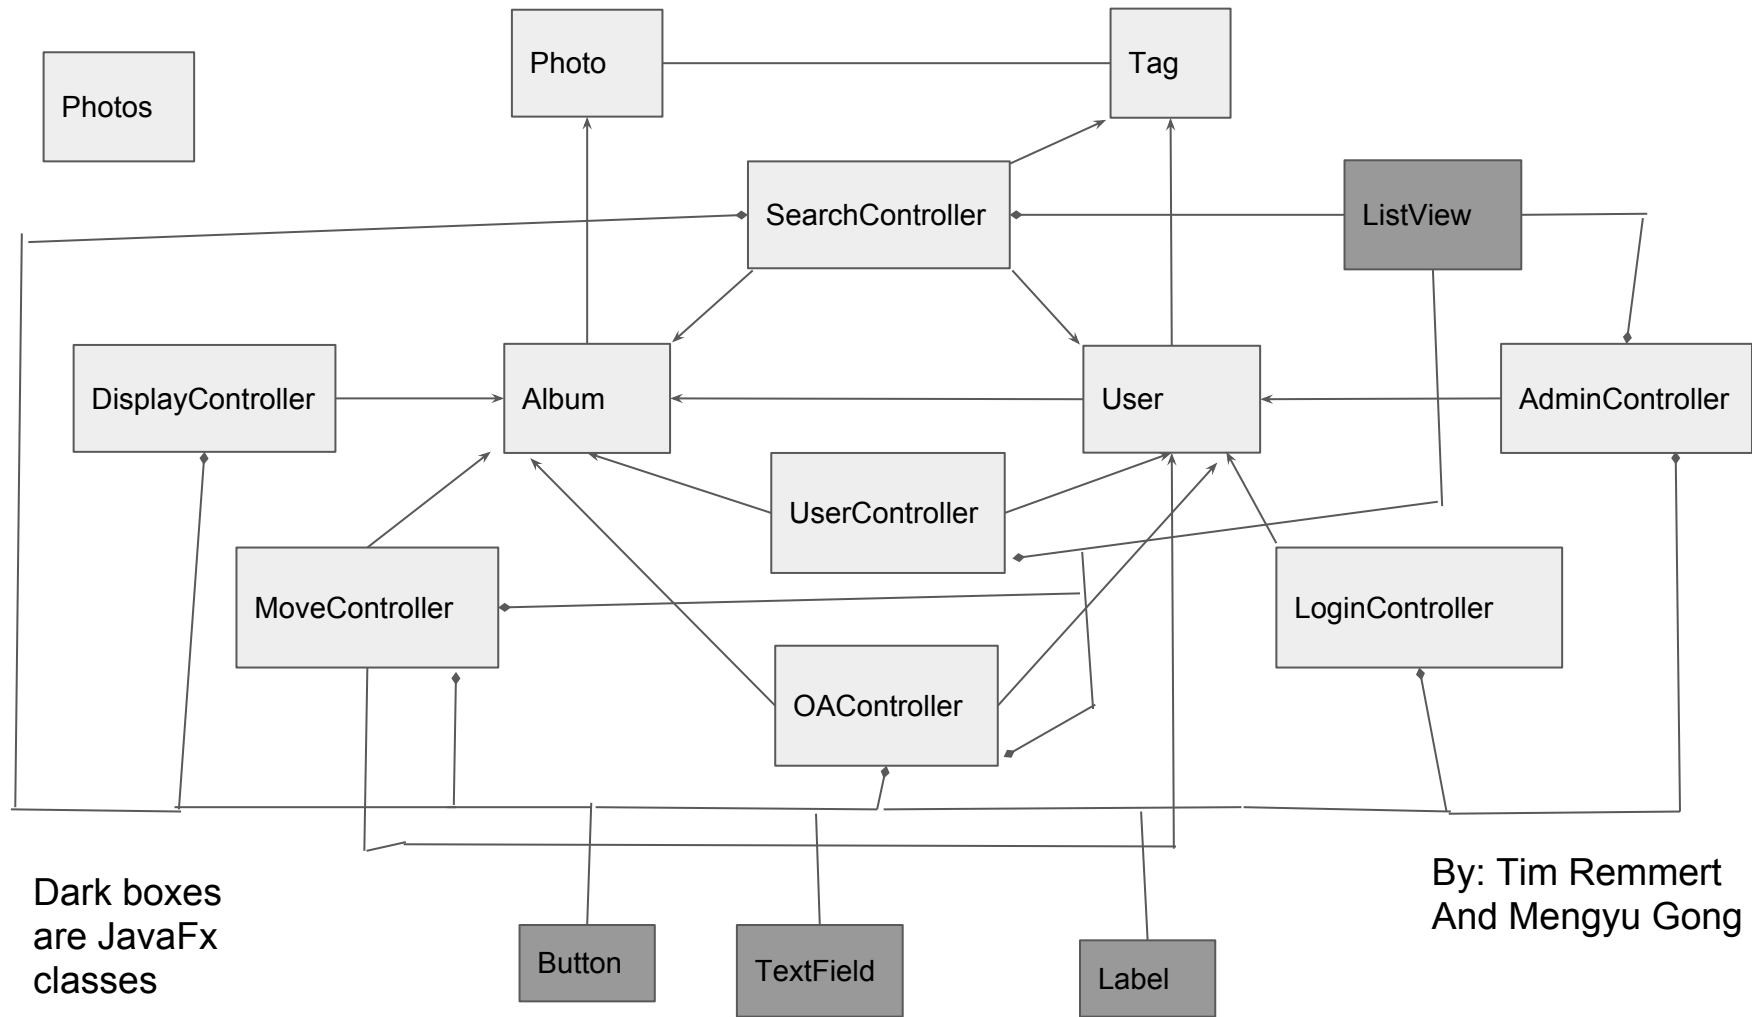 Photo
Tag
Photos
SearchController
ListView
DisplayController
Album
User
AdminController
UserController
MoveController
LoginController
OAController
Dark boxes
are JavaFx
classes
By: Tim Remmert
And Mengyu Gong
Button
TextField
Label